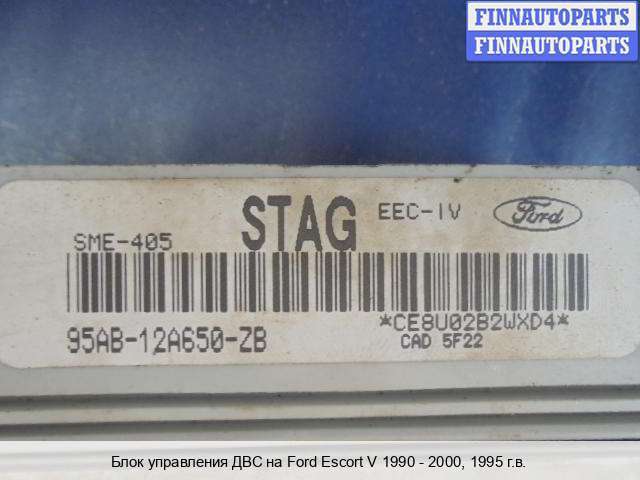 FINNAUTOPARTS
FINNAUTOPARTS
STAG
EEC-IV
Ford
SME-405
*CE8U02B2WXD4*
95AB-12A650-ZB
CAD 5F22
Блок управления ДВС на Ford Escort V 1990 - 2000, 1995 г.в.